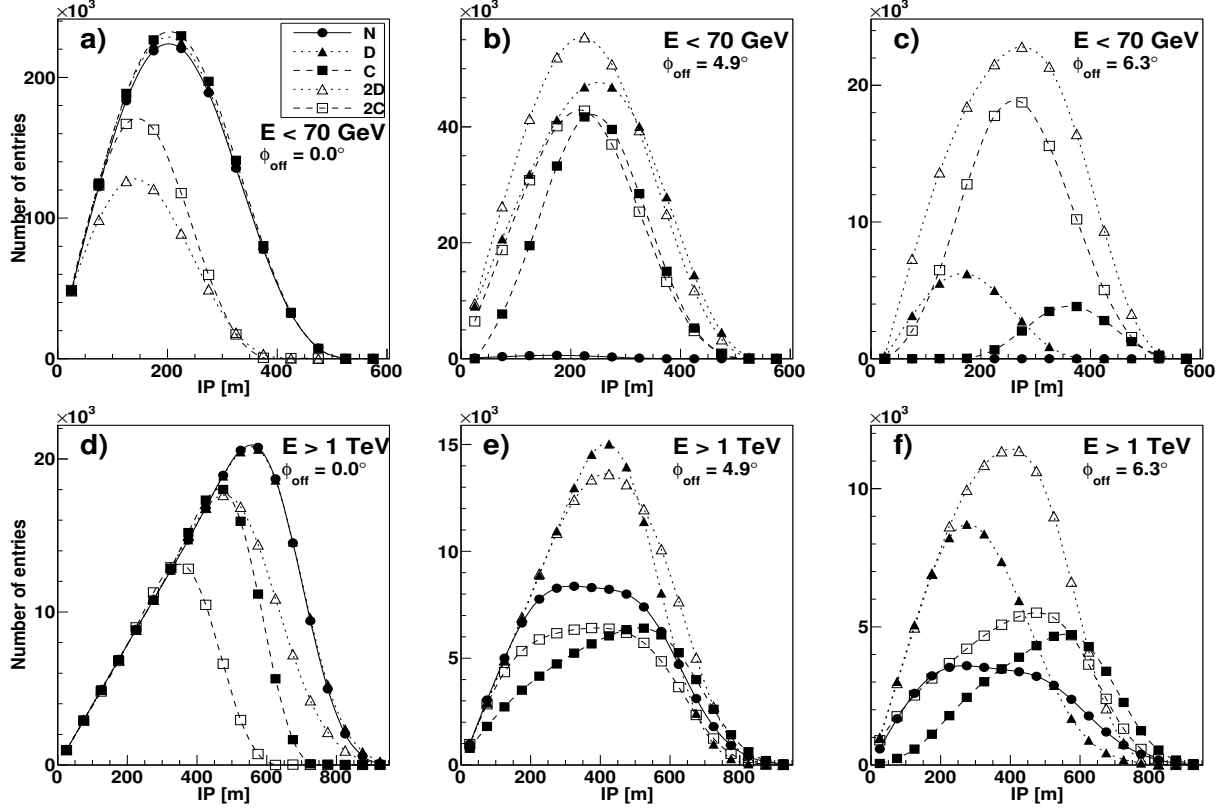 ×10³
a)
N
D
C
2D
2C
E < 70 GeV
ϕoff = 0.0°
200
100
0
0 200 400 600
IP [m]
Number of entries
×10³
b)
E < 70 GeV
ϕoff = 4.9°
40
20
0
0 200 400 600
IP [m]
×10³
c)
E < 70 GeV
ϕoff = 6.3°
20
10
0
0 200 400 600
IP [m]
×10³
d)
E > 1 TeV
ϕoff = 0.0°
20
10
0
0 200 400 600 800
IP [m]
Number of entries
×10³
e)
E > 1 TeV
ϕoff = 4.9°
15
10
5
0
0 200 400 600 800
IP [m]
×10³
f)
E > 1 TeV
ϕoff = 6.3°
10
5
0
0 200 400 600 800
IP [m]